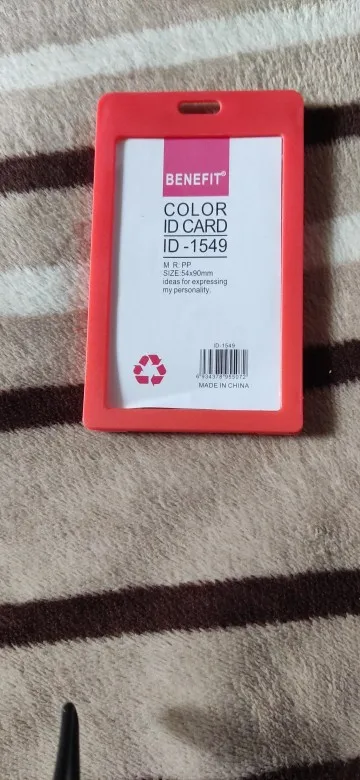 BENEFIT®
COLOR
ID CARD
ID -1549
M R: PP
SIZE:54x90mm
ideas for expressing
my personality.
ID-1549
MADE IN CHINA